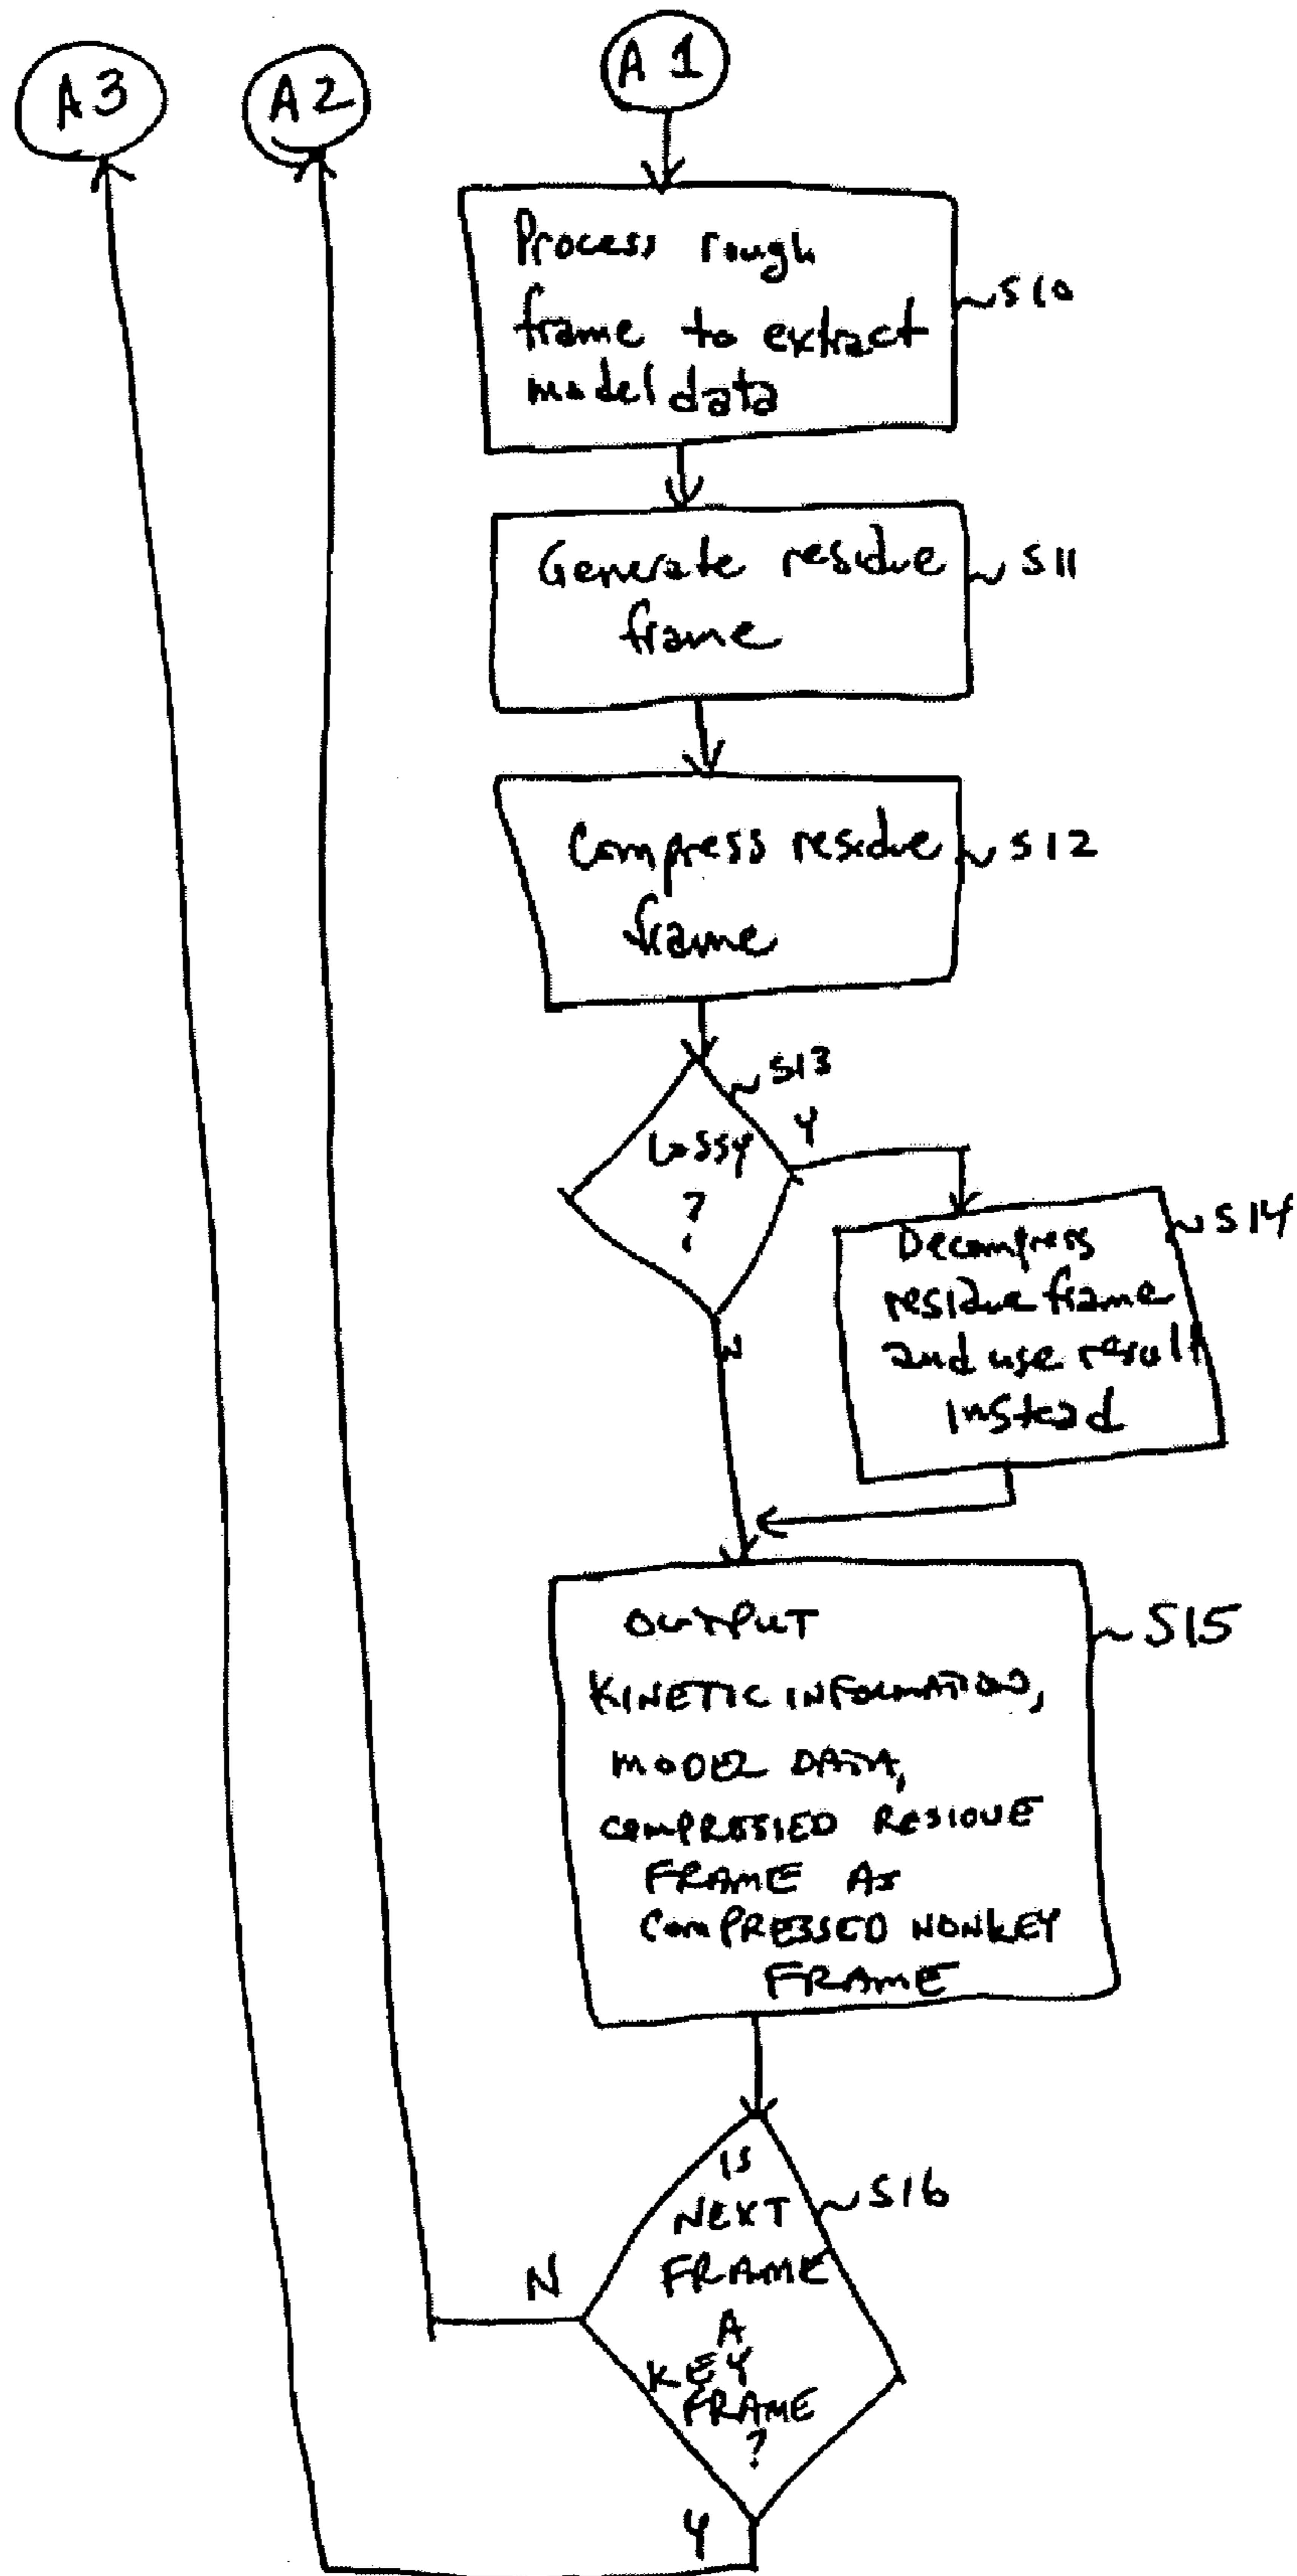 A3
A2
A1
Process rough
frame to extract
model data
~S10
Generate residue
frame
~S11
Compress residue
frame
~S12
~S13
Lossy
?
Y
N
Decompress
residue frame
and use result
instead
~S14
OUTPUT
KINETIC INFORMATION,
MODEL DATA,
COMPRESSED RESIDUE
FRAME AS
COMPRESSED NONKEY
FRAME
~S15
IS
NEXT
FRAME
A
KEY
FRAME
?
~S16
N
Y